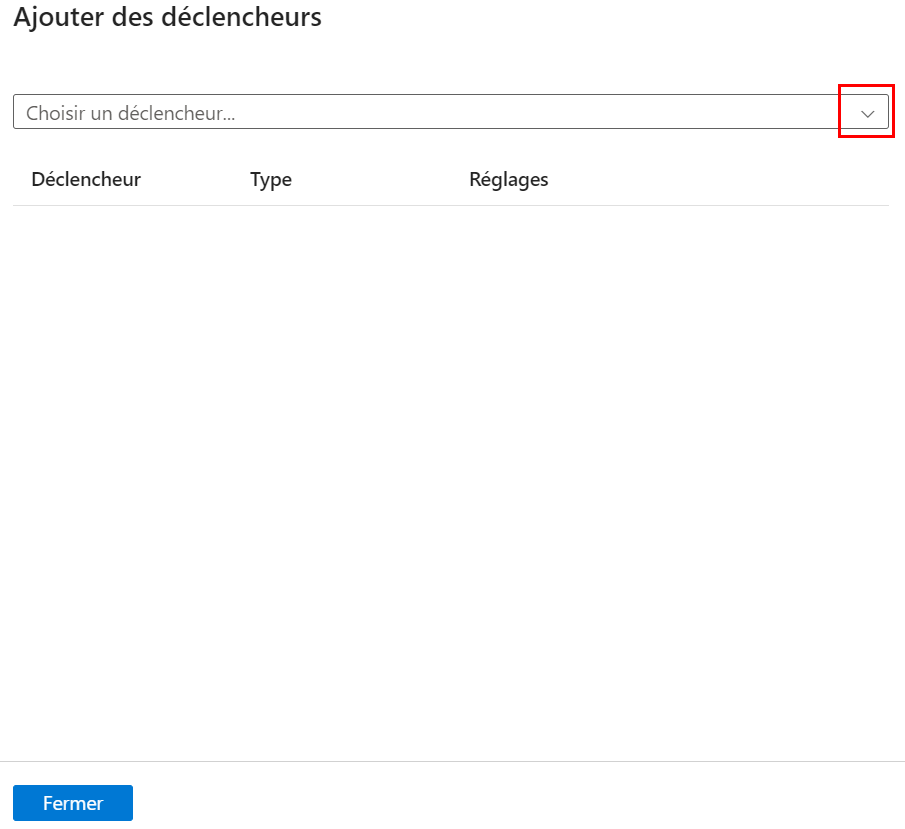 Ajouter des déclencheurs
Choisir un déclencheur...
Déclencheur Type Réglages
Fermer